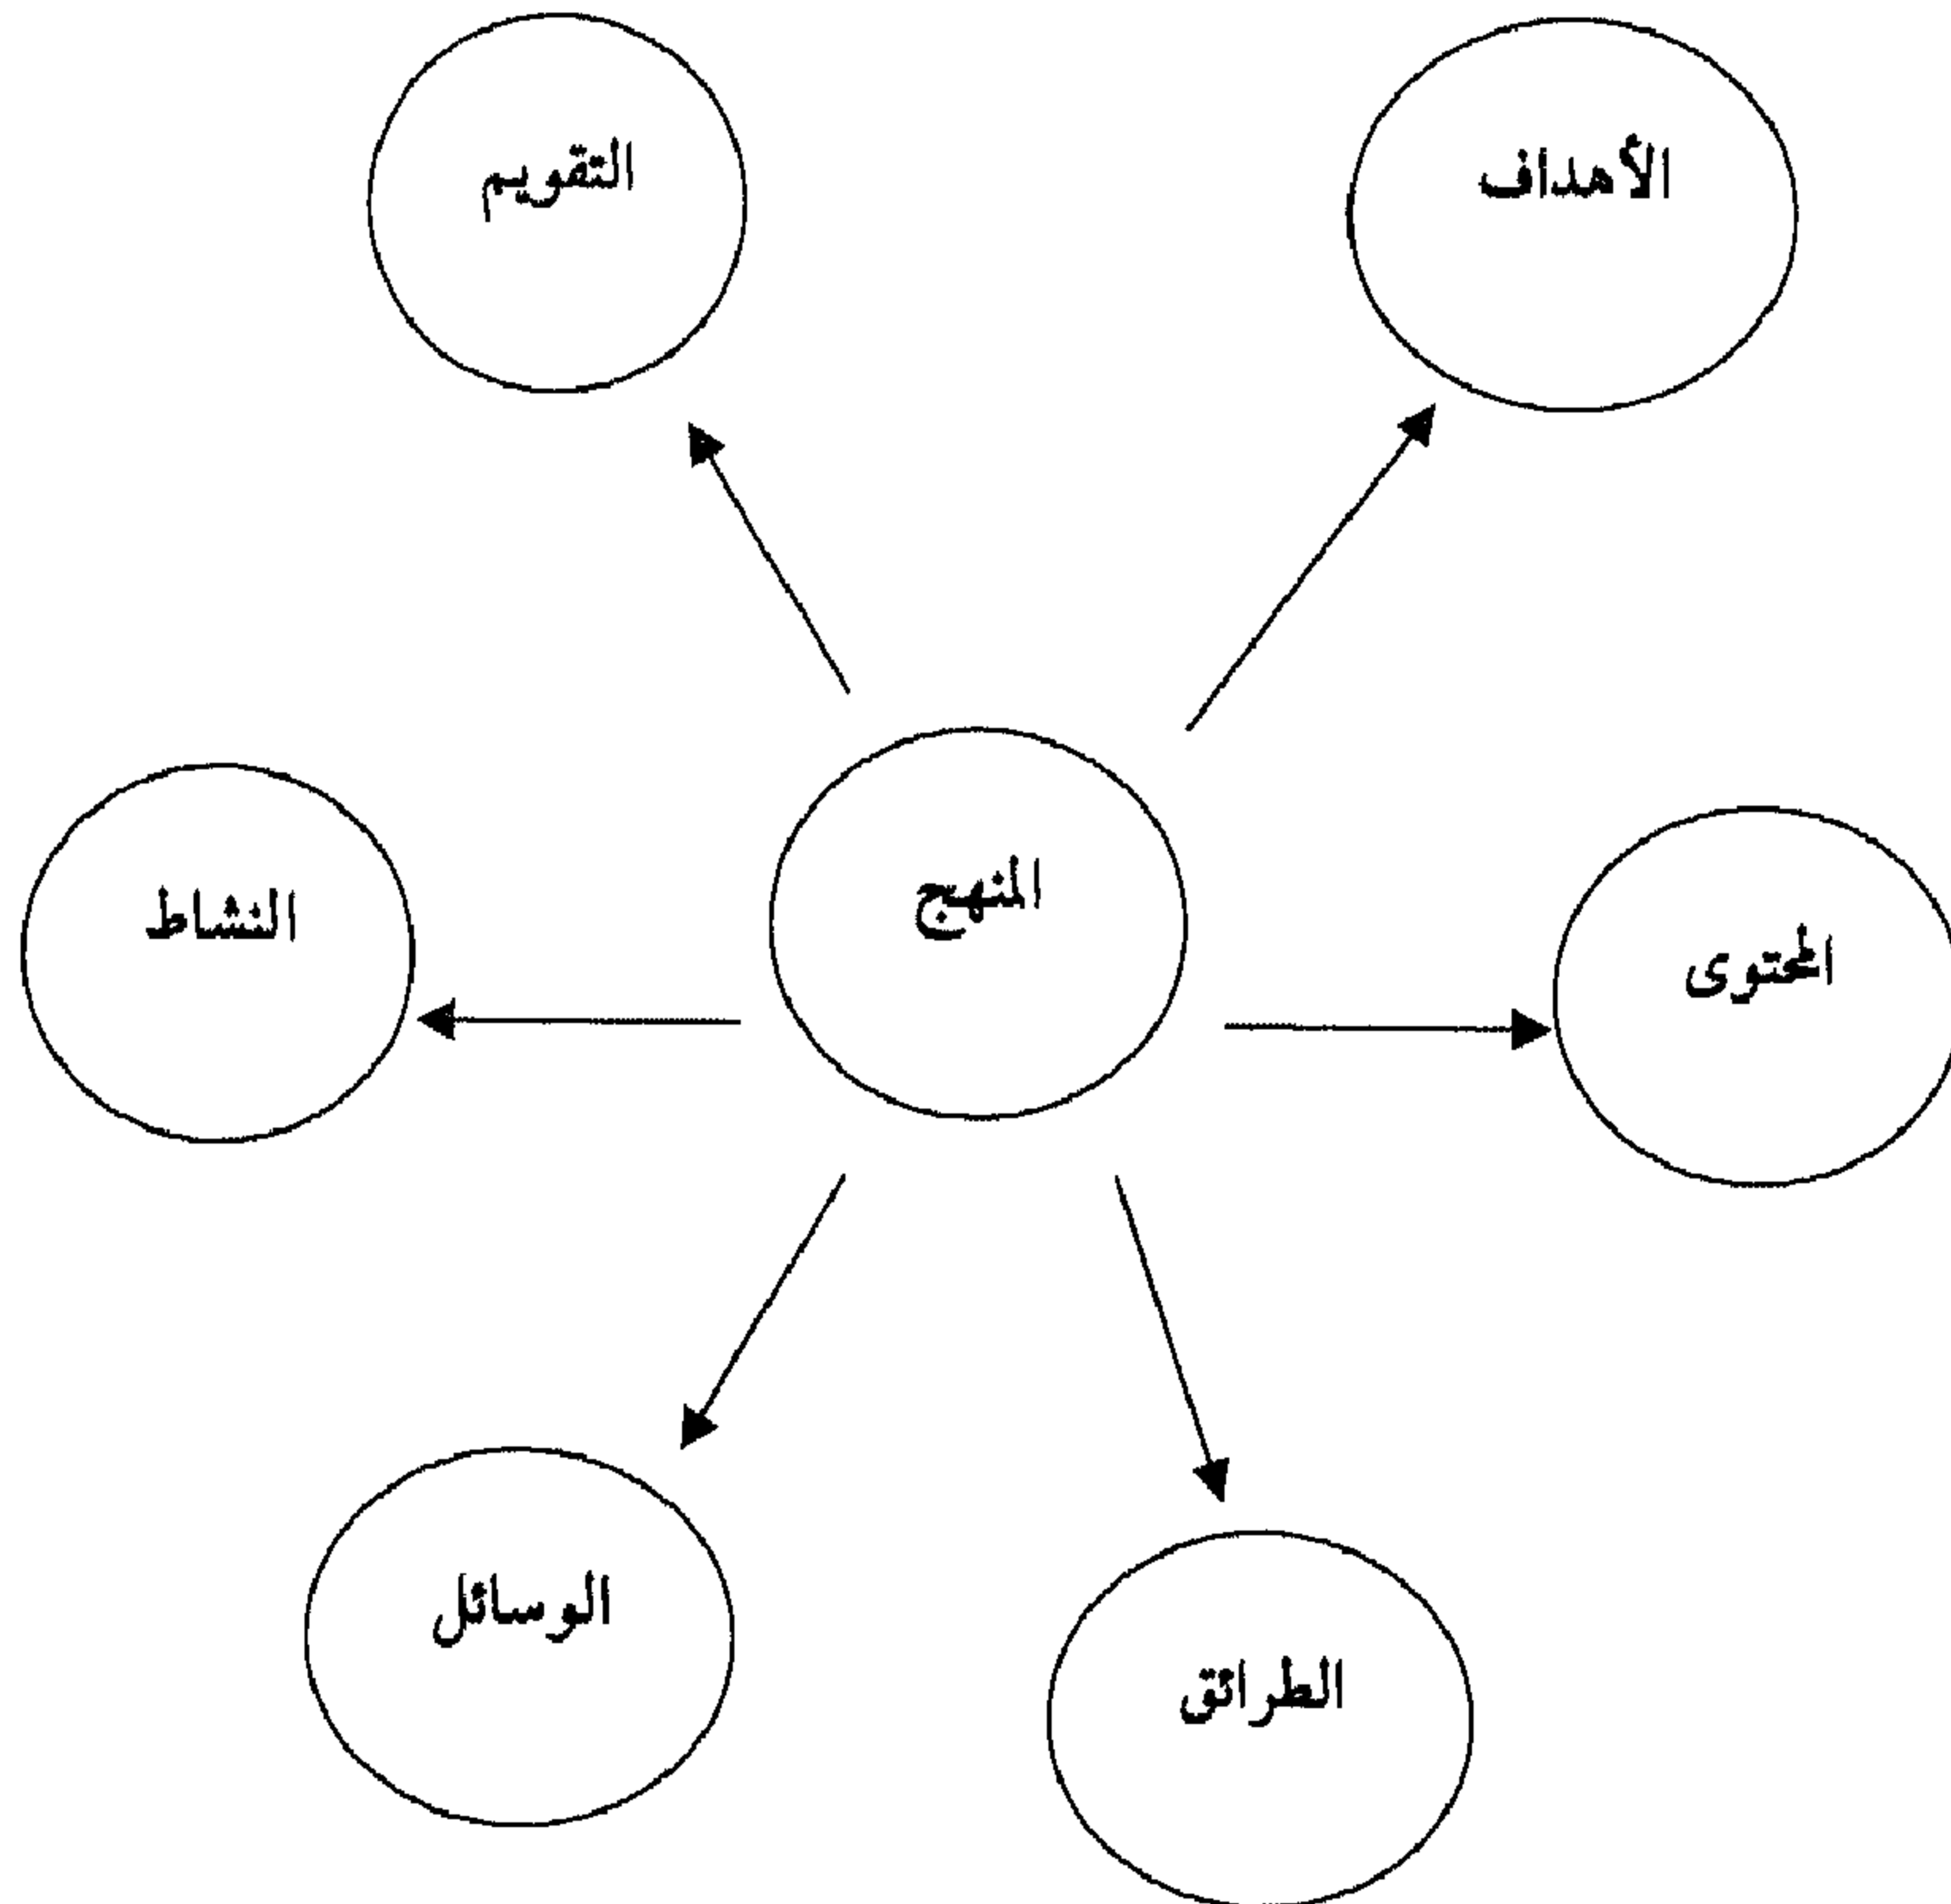 الأهداف
التقويم
المنهج
النشاط
المحتوى
الوسائل
الطرائق